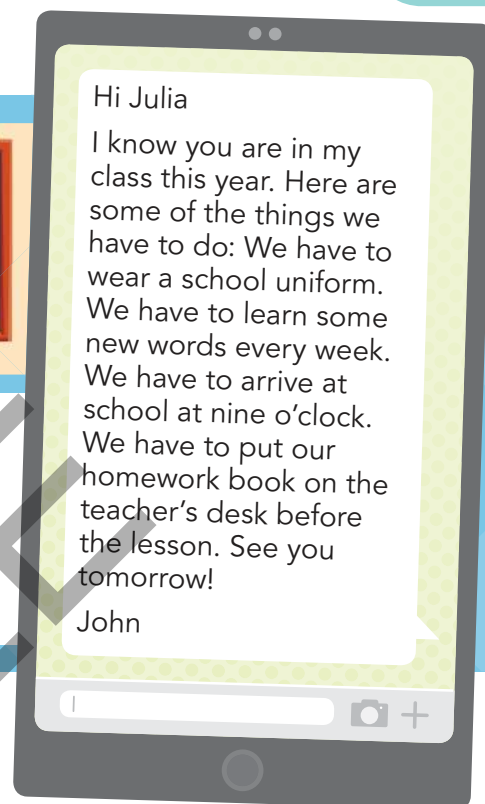 Hi Julia
I know you are in my
class this year. Here are
some of the things we
have to do: We have to
wear a school uniform.
We have to learn some
new words every week.
We have to arrive at
school at nine o’clock.
We have to put our
homework book on the
teacher’s desk before
the lesson. See you
tomorrow!
John